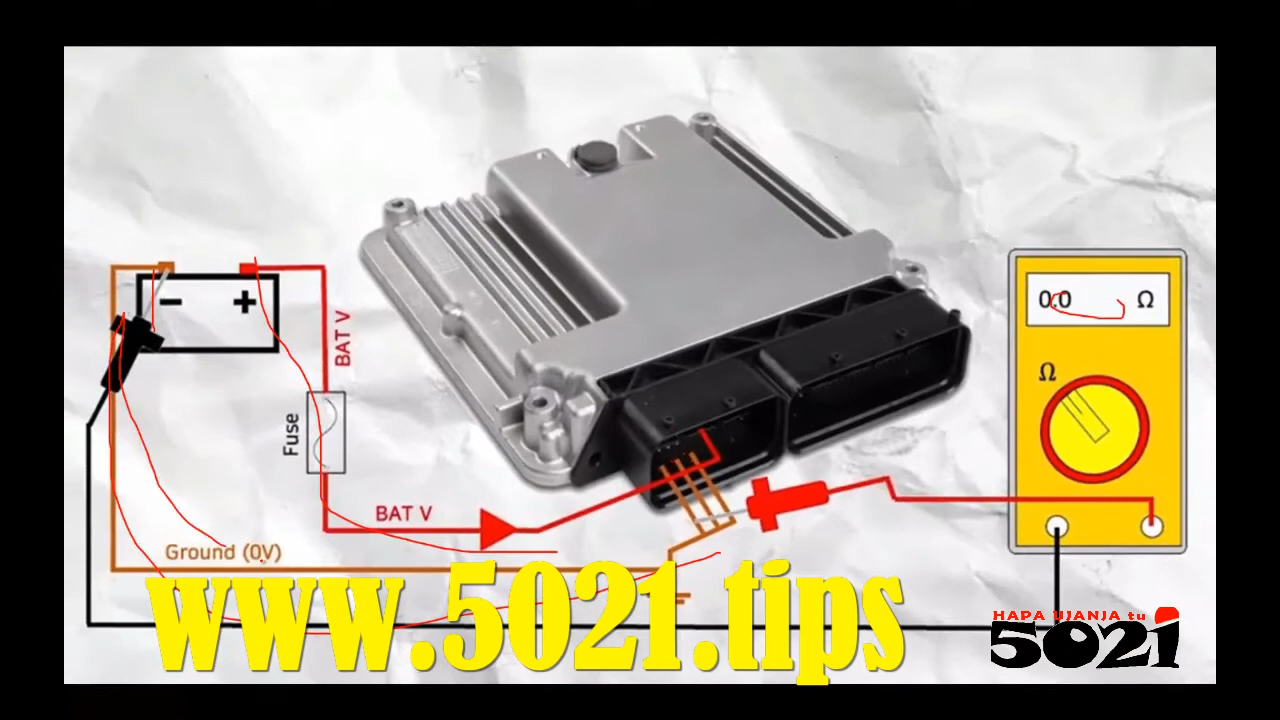 − +
BAT V
Fuse
BAT V
Ground (0V)
0.0 Ω
Ω
www.5021.tips
HAPA UJANJA tu
5021